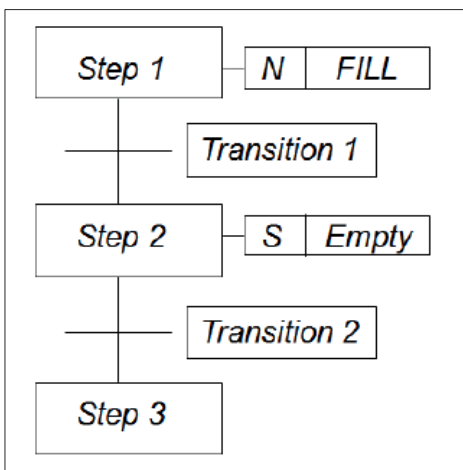 Step 1
N FILL
Transition 1
Step 2
S Empty
Transition 2
Step 3